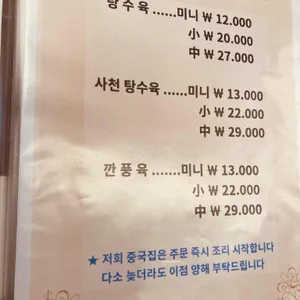 탕수육 ......미니 ₩ 12.000
小 ₩ 20.000
中 ₩ 27.000
사천 탕수육 ......미니 ₩ 13.000
小 ₩ 22.000
中 ₩ 29.000
깐풍육 .......미니 ₩ 13.000
小 ₩ 22.000
中 ₩ 29.000
★ 저희 중국집은 주문 즉시 조리 시작합니다
다소 늦더라도 이점 양해 부탁드립니다